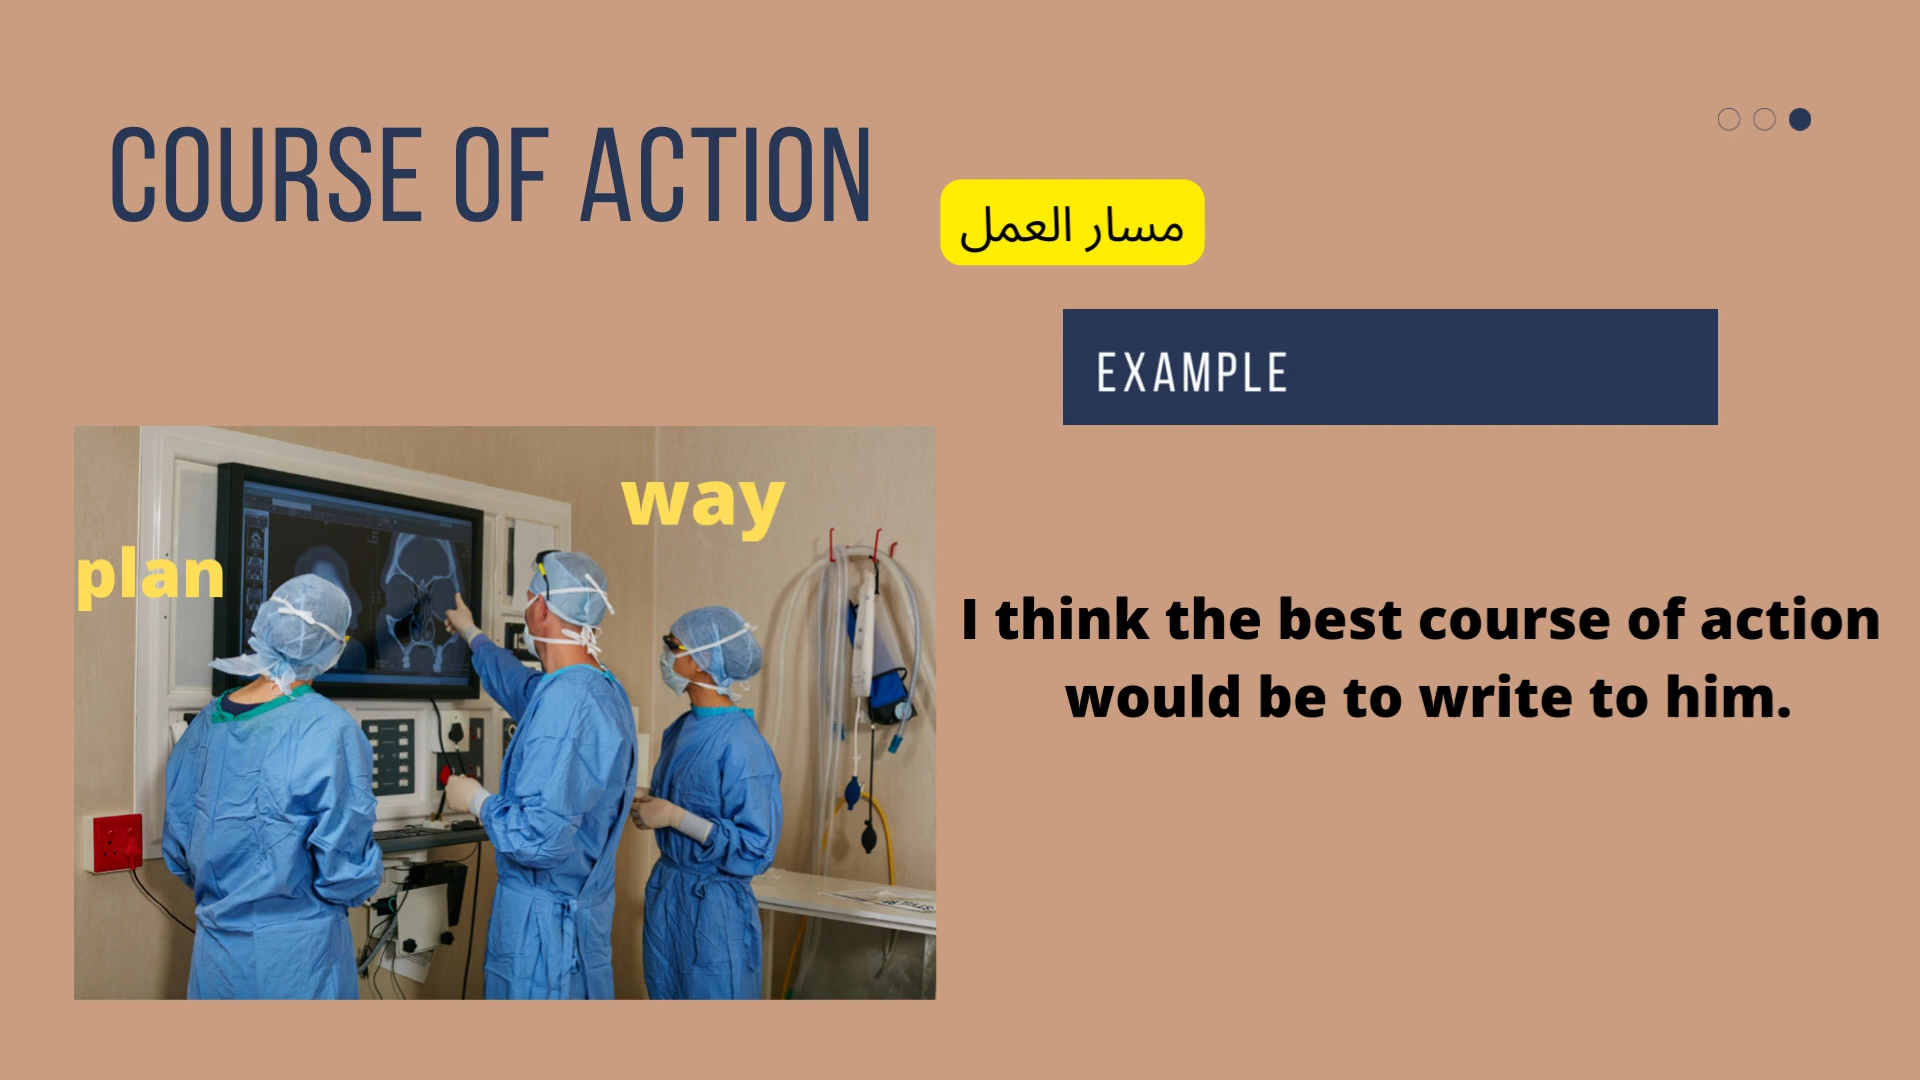 COURSE OF ACTION
مسار العمل
EXAMPLE
way
plan
I think the best course of action
would be to write to him.